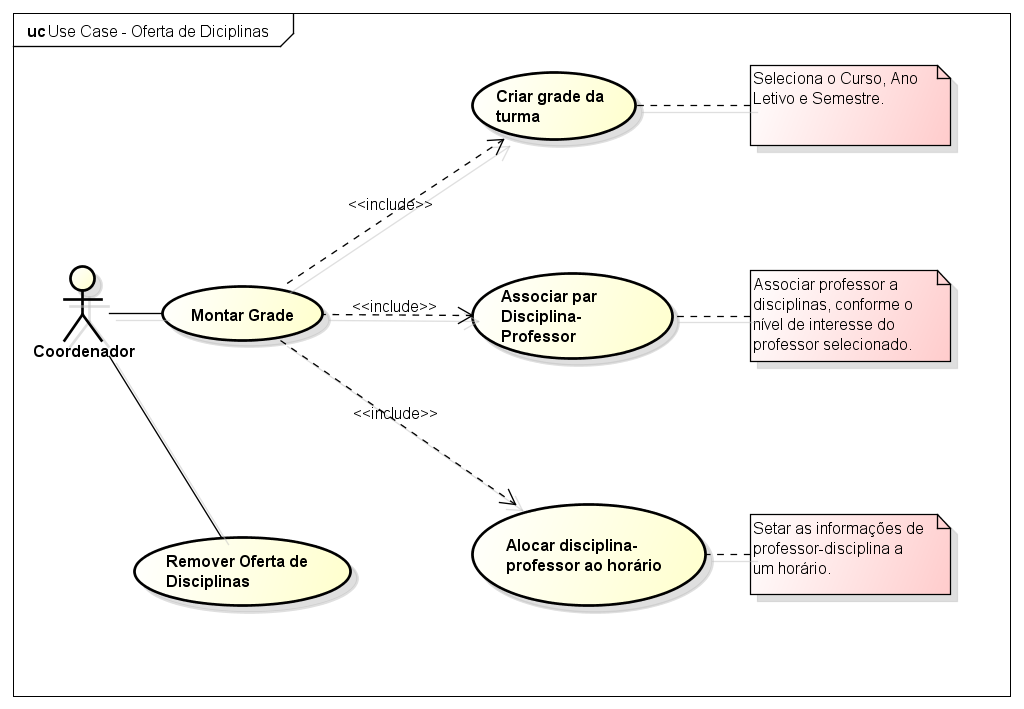 uc Use Case - Oferta de Diciplinas
Criar grade da
turma
Seleciona o Curso, Ano
Letivo e Semestre.
<<include>>
Coordenador
Montar Grade
<<include>>
Associar par
Disciplina-
Professor
Associar professor a
disciplinas, conforme o
nível de interesse do
professor selecionado.
<<include>>
Remover Oferta de
Disciplinas
Alocar disciplina-
professor ao horário
Setar as informações de
professor-disciplina a
um horário.